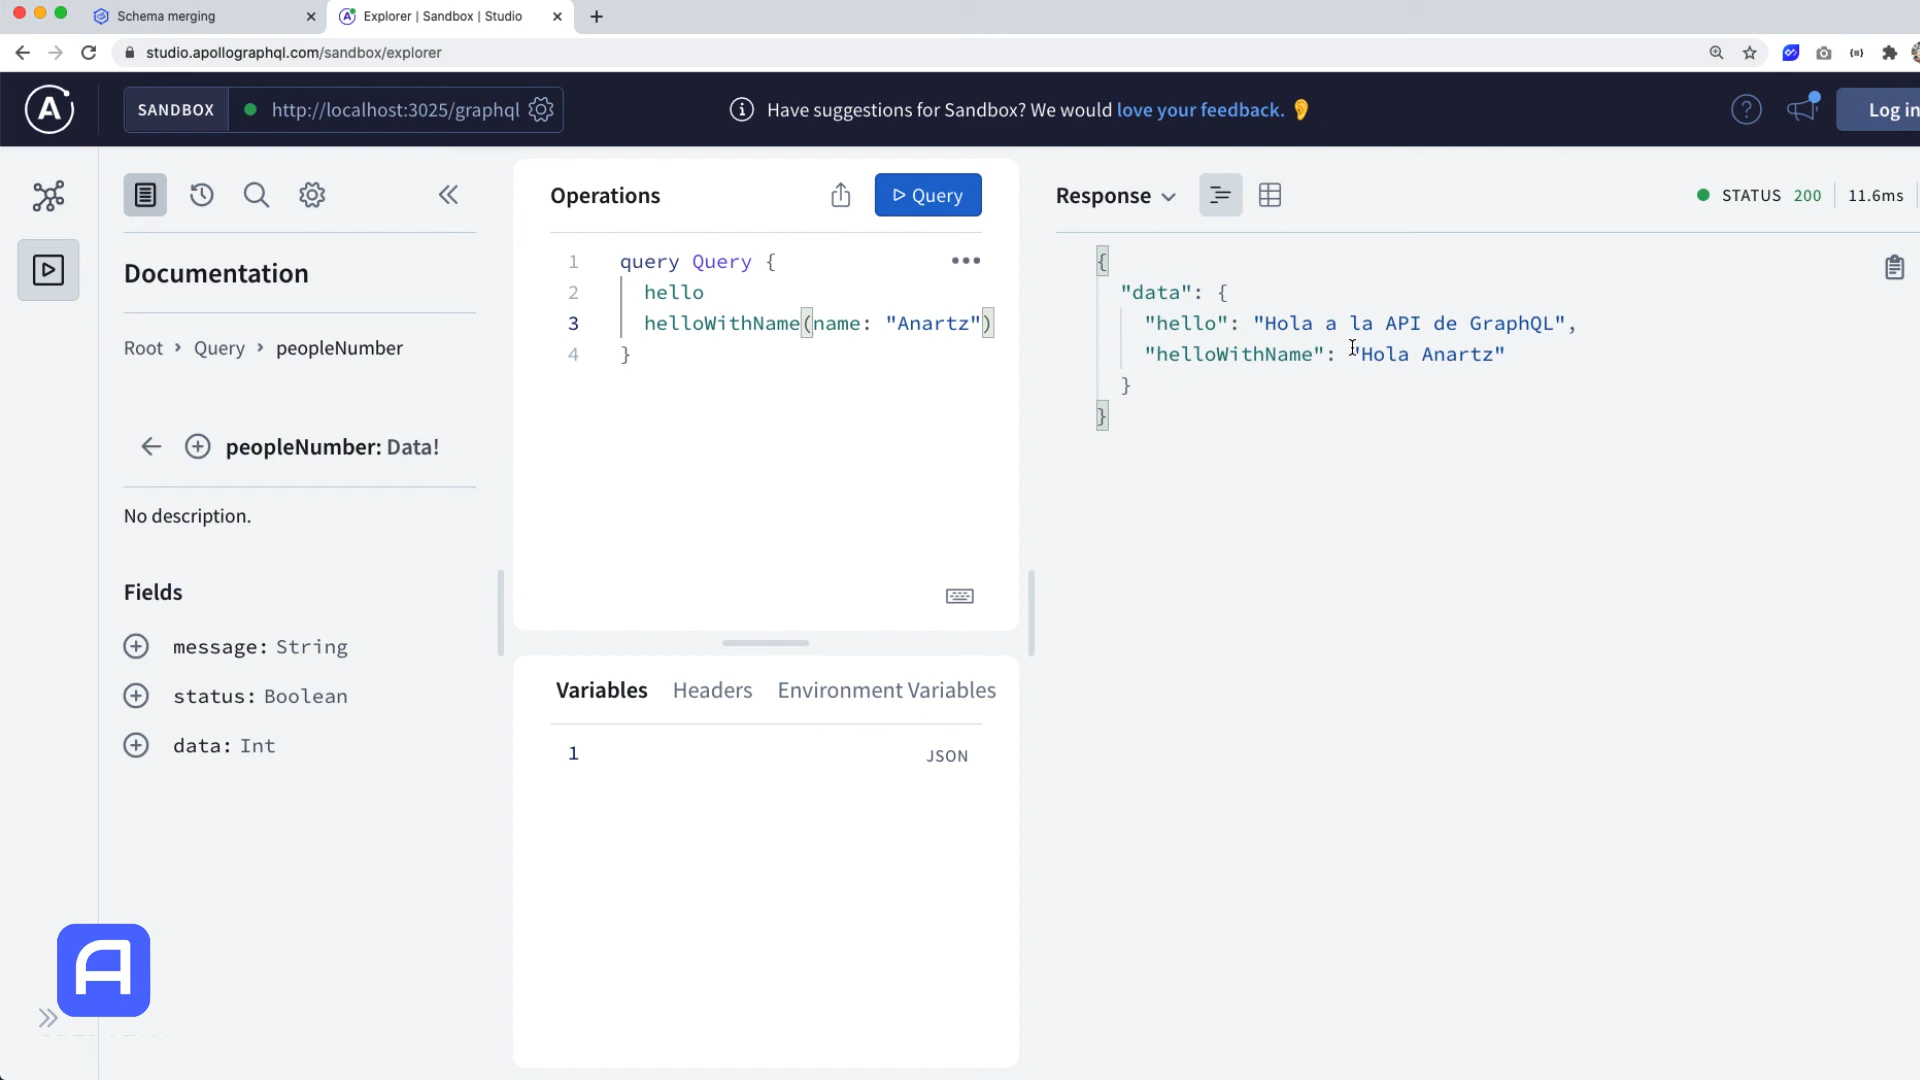 Schema merging
Explorer | Sandbox | Studio
studio.apollographql.com/sandbox/explorer
SANDBOX
http://localhost:3025/graphql
Have suggestions for Sandbox? We would love your feedback. 👂
Log in
Documentation
Root › Query › peopleNumber
peopleNumber: Data!
No description.
Fields
message: String
status: Boolean
data: Int
Operations
Query
1 query Query {
2 hello
3 helloWithName(name: "Anartz")
4 }
Variables
Headers
Environment Variables
1
JSON
Response
STATUS 200
11.6ms
{
"data": {
"hello": "Hola a la API de GraphQL",
"helloWithName": "Hola Anartz"
}
}